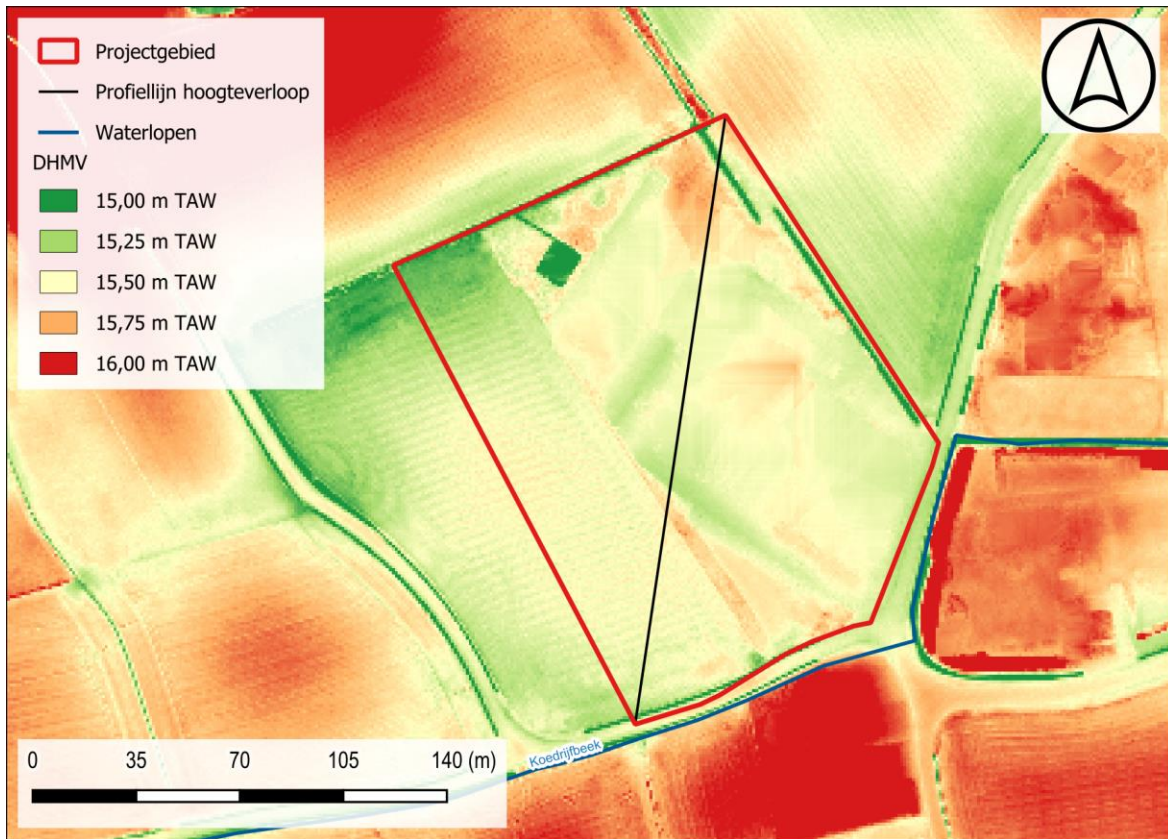 Projectgebied
Profiellijn hoogteverloop
Waterlopen
DHMV
15,00 m TAW
15,25 m TAW
15,50 m TAW
15,75 m TAW
16,00 m TAW
0 35 70 105 140 (m)
Koedrijfbeek